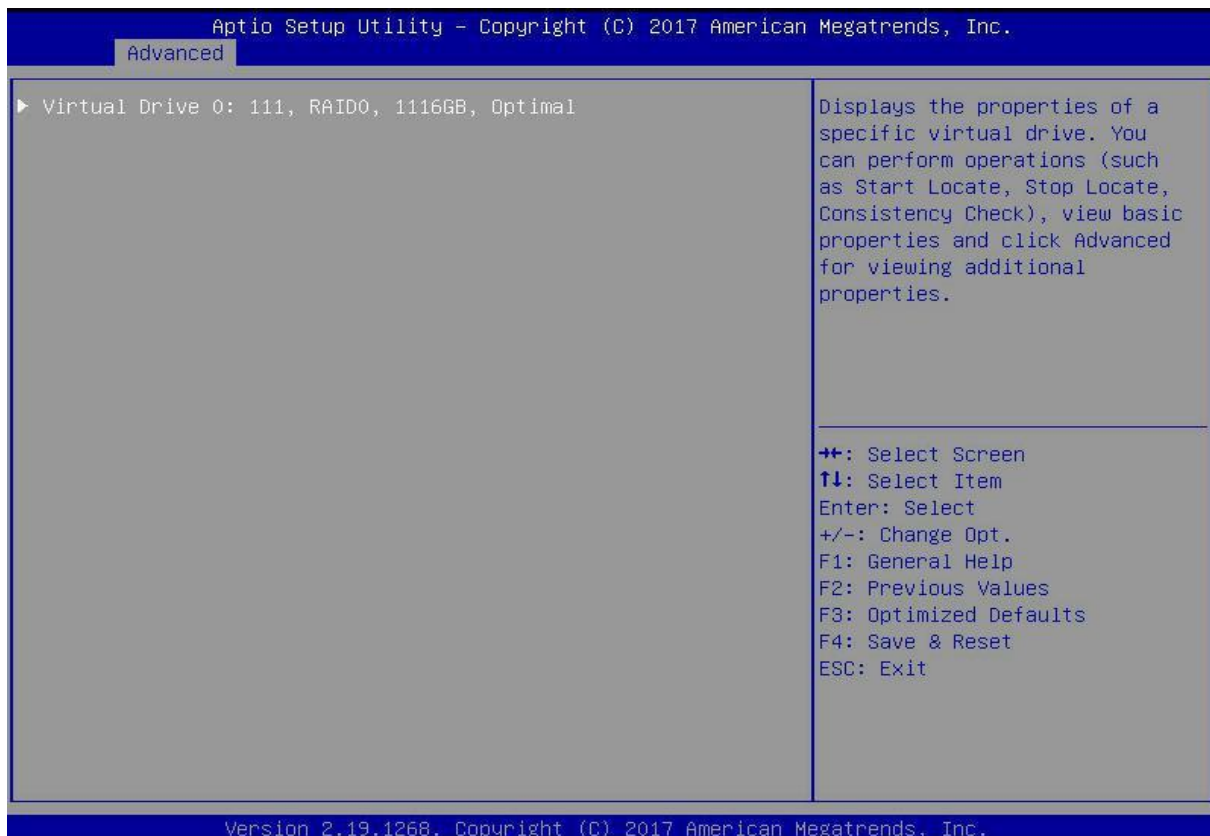 Aptio Setup Utility – Copyright (C) 2017 American Megatrends, Inc.
Advanced
▶ Virtual Drive 0: 111, RAID0, 1116GB, Optimal
Displays the properties of a
specific virtual drive. You
can perform operations (such
as Start Locate, Stop Locate,
Consistency Check), view basic
properties and click Advanced
for viewing additional
properties.
→←: Select Screen
↑↓: Select Item
Enter: Select
+/-: Change Opt.
F1: General Help
F2: Previous Values
F3: Optimized Defaults
F4: Save & Reset
ESC: Exit
Version 2.19.1268. Copyright (C) 2017 American Megatrends, Inc.